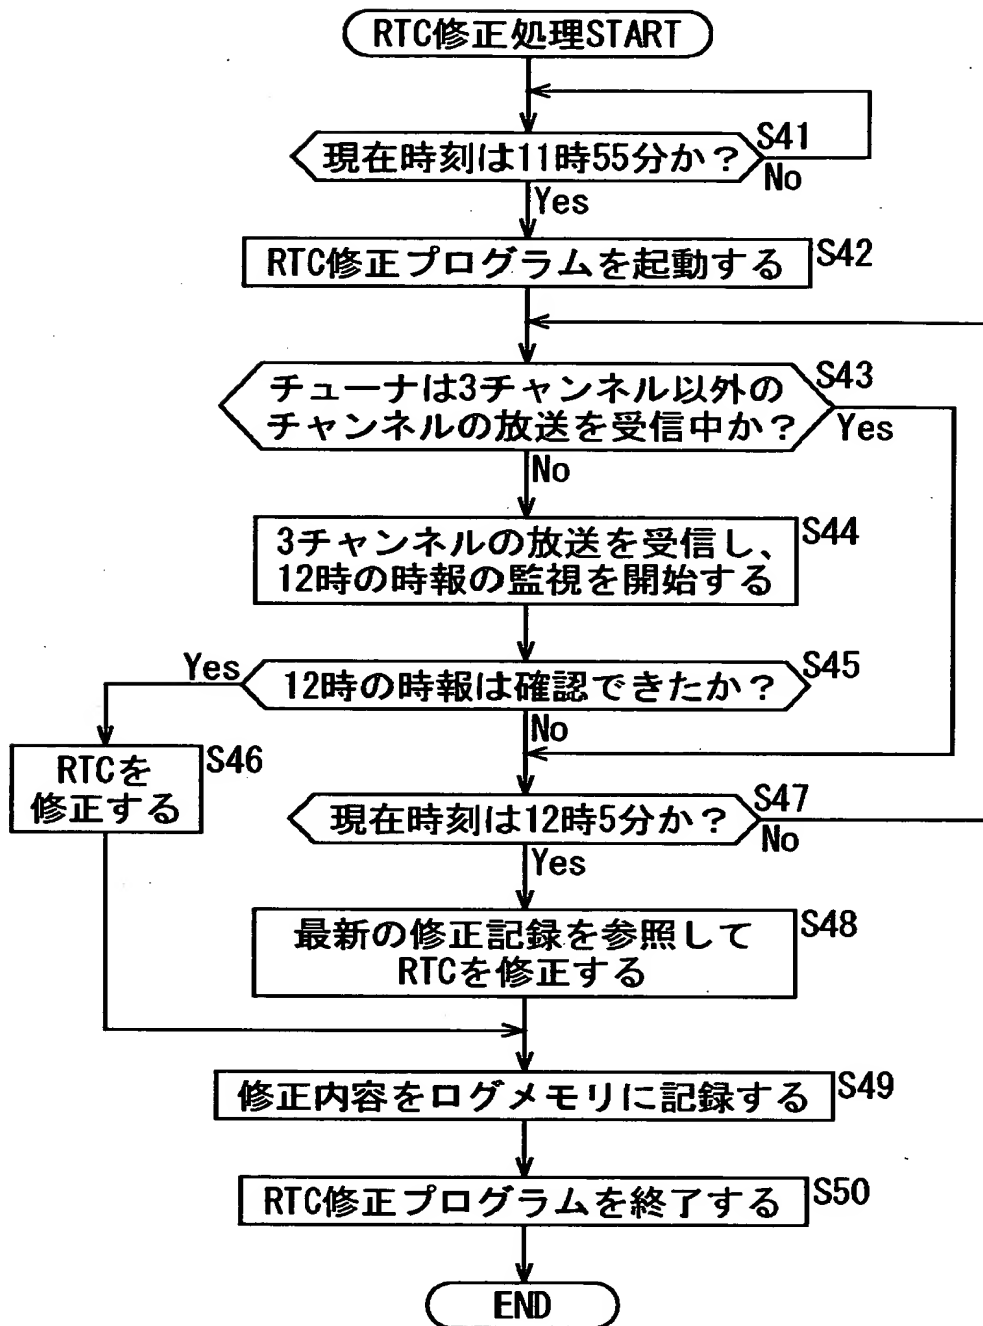 RTC修正処理START
現在時刻は11時55分か？
S41
No
Yes
RTC修正プログラムを起動する
S42
チューナは3チャンネル以外の
チャンネルの放送を受信中か？
S43
Yes
No
3チャンネルの放送を受信し、
12時の時報の監視を開始する
S44
Yes
12時の時報は確認できたか？
S45
No
RTCを
修正する
S46
現在時刻は12時5分か？
S47
No
Yes
最新の修正記録を参照して
RTCを修正する
S48
修正内容をログメモリに記録する
S49
RTC修正プログラムを終了する
S50
END